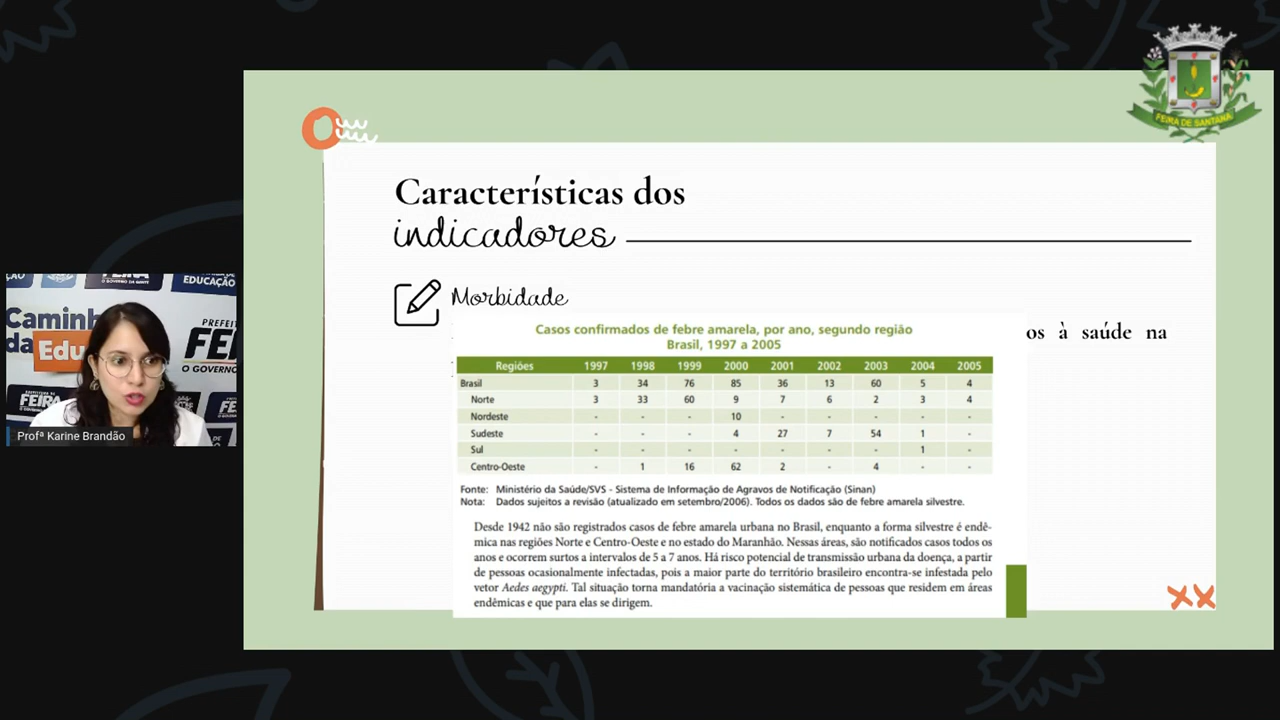 FEIRA DE SANTANA
Características dos
indicadores
Morbidade
os à saúde na
Casos confirmados de febre amarela, por ano, segundo região
Brasil, 1997 a 2005
Regiões 1997 1998 1999 2000 2001 2002 2003 2004 2005
Brasil 3 34 76 85 36 13 60 5 4
Norte 3 33 60 9 7 6 2 3 4
Nordeste - - - 10 - - - - -
Sudeste - - - 4 27 7 54 1 -
Sul - - - - - - - 1 -
Centro-Oeste - 1 16 62 2 - 4 - -
Fonte: Ministério da Saúde/SVS - Sistema de Informação de Agravos de Notificação (Sinan)
Nota: Dados sujeitos a revisão (atualizado em setembro/2006). Todos os dados são de febre amarela silvestre.
Desde 1942 não são registrados casos de febre amarela urbana no Brasil, enquanto a forma silvestre é endê-
mica nas regiões Norte e Centro-Oeste e no estado do Maranhão. Nessas áreas, são notificados casos todos os
anos e ocorrem surtos a intervalos de 5 a 7 anos. Há risco potencial de transmissão urbana da doença, a partir
de pessoas ocasionalmente infectadas, pois a maior parte do território brasileiro encontra-se infestada pelo
vetor Aedes aegypti. Tal situação torna mandatória a vacinação sistemática de pessoas que residem em áreas
endêmicas e que para elas se dirigem.
EDUCAÇÃO
Caminh
da Edu
PREFEIT
FEI
O GOVERNO
FEIRA
Profª Karine Brandão